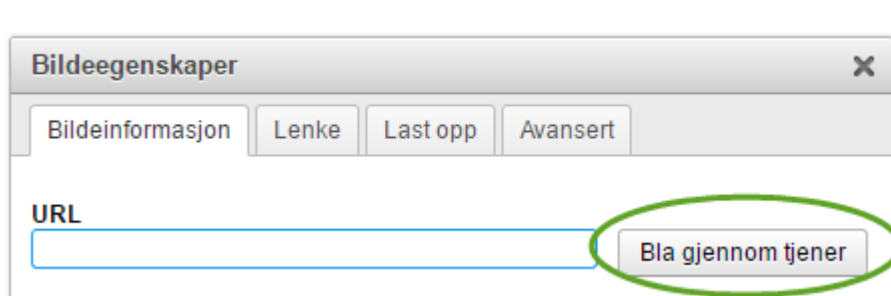 Bildeegenskaper
Bildeinformasjon Lenke Last opp Avansert
URL
Bla gjennom tjener